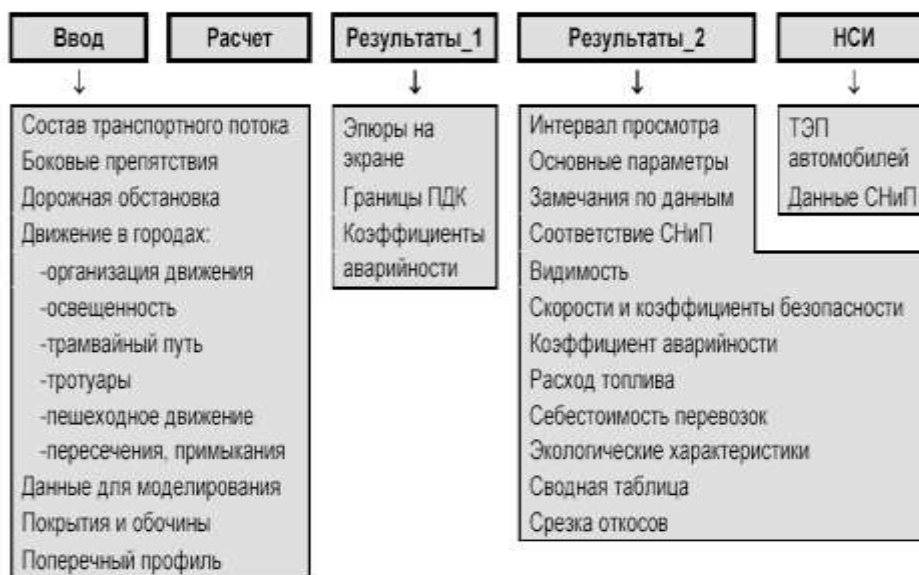 Ввод
Расчет
Результаты_1
Результаты_2
НСИ
Состав транспортного потока
Боковые препятствия
Дорожная обстановка
Движение в городах:
-организация движения
-освещенность
-трамвайный путь
-тротуары
-пешеходное движение
-пересечения, примыкания
Данные для моделирования
Покрытия и обочины
Поперечный профиль
Эпюры на
экране
Границы ПДК
Коэффициенты
аварийности
Интервал просмотра
Основные параметры
Замечания по данным
Соответствие СНиП
Видимость
Скорости и коэффициенты безопасности
Коэффициент аварийности
Расход топлива
Себестоимость перевозок
Экологические характеристики
Сводная таблица
Срезка откосов
ТЭП
автомобилей
Данные СНиП